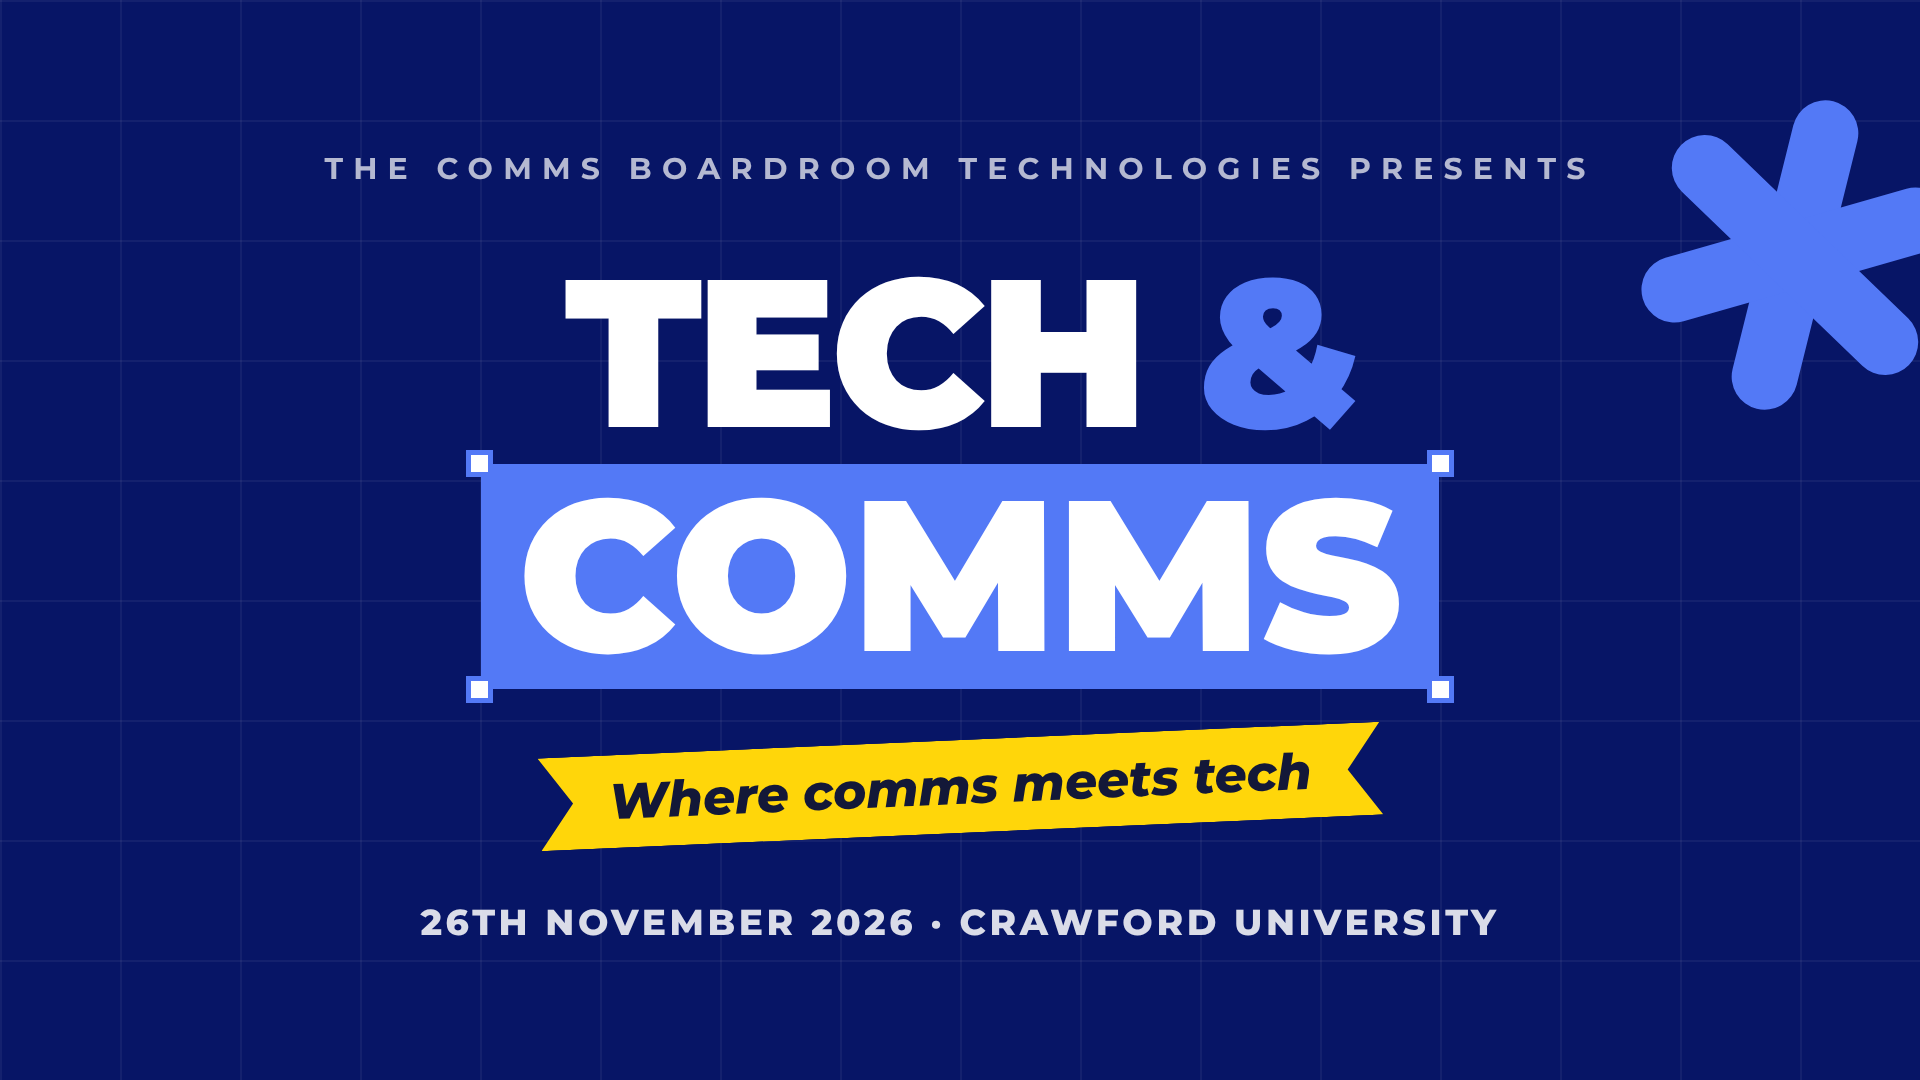 THE COMMS BOARDROOM TECHNOLOGIES PRESENTS
TECH &
COMMS
Where comms meets tech
26TH NOVEMBER 2026 • CRAWFORD UNIVERSITY